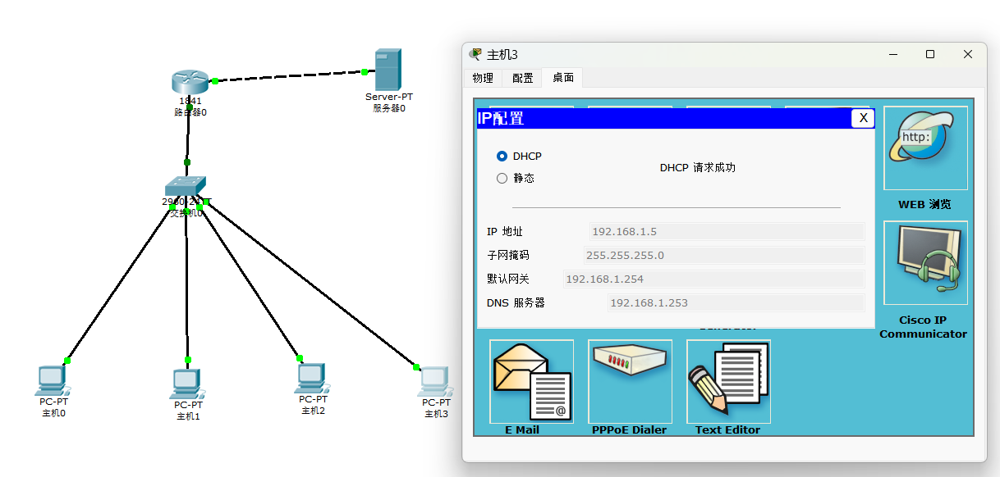 1841
路由器0
Server-PT
服务器0
2960-24TT
交换机0
PC-PT
主机0
PC-PT
主机1
PC-PT
主机2
PC-PT
主机3
主机3
物理
配置
桌面
IP配置
X
DHCP
静态
DHCP 请求成功
IP 地址
192.168.1.5
子网掩码
255.255.255.0
默认网关
192.168.1.254
DNS 服务器
192.168.1.253
http:
WEB 浏览
Cisco IP
Communicator
@
E Mail
PPPoE Dialer
Text Editor